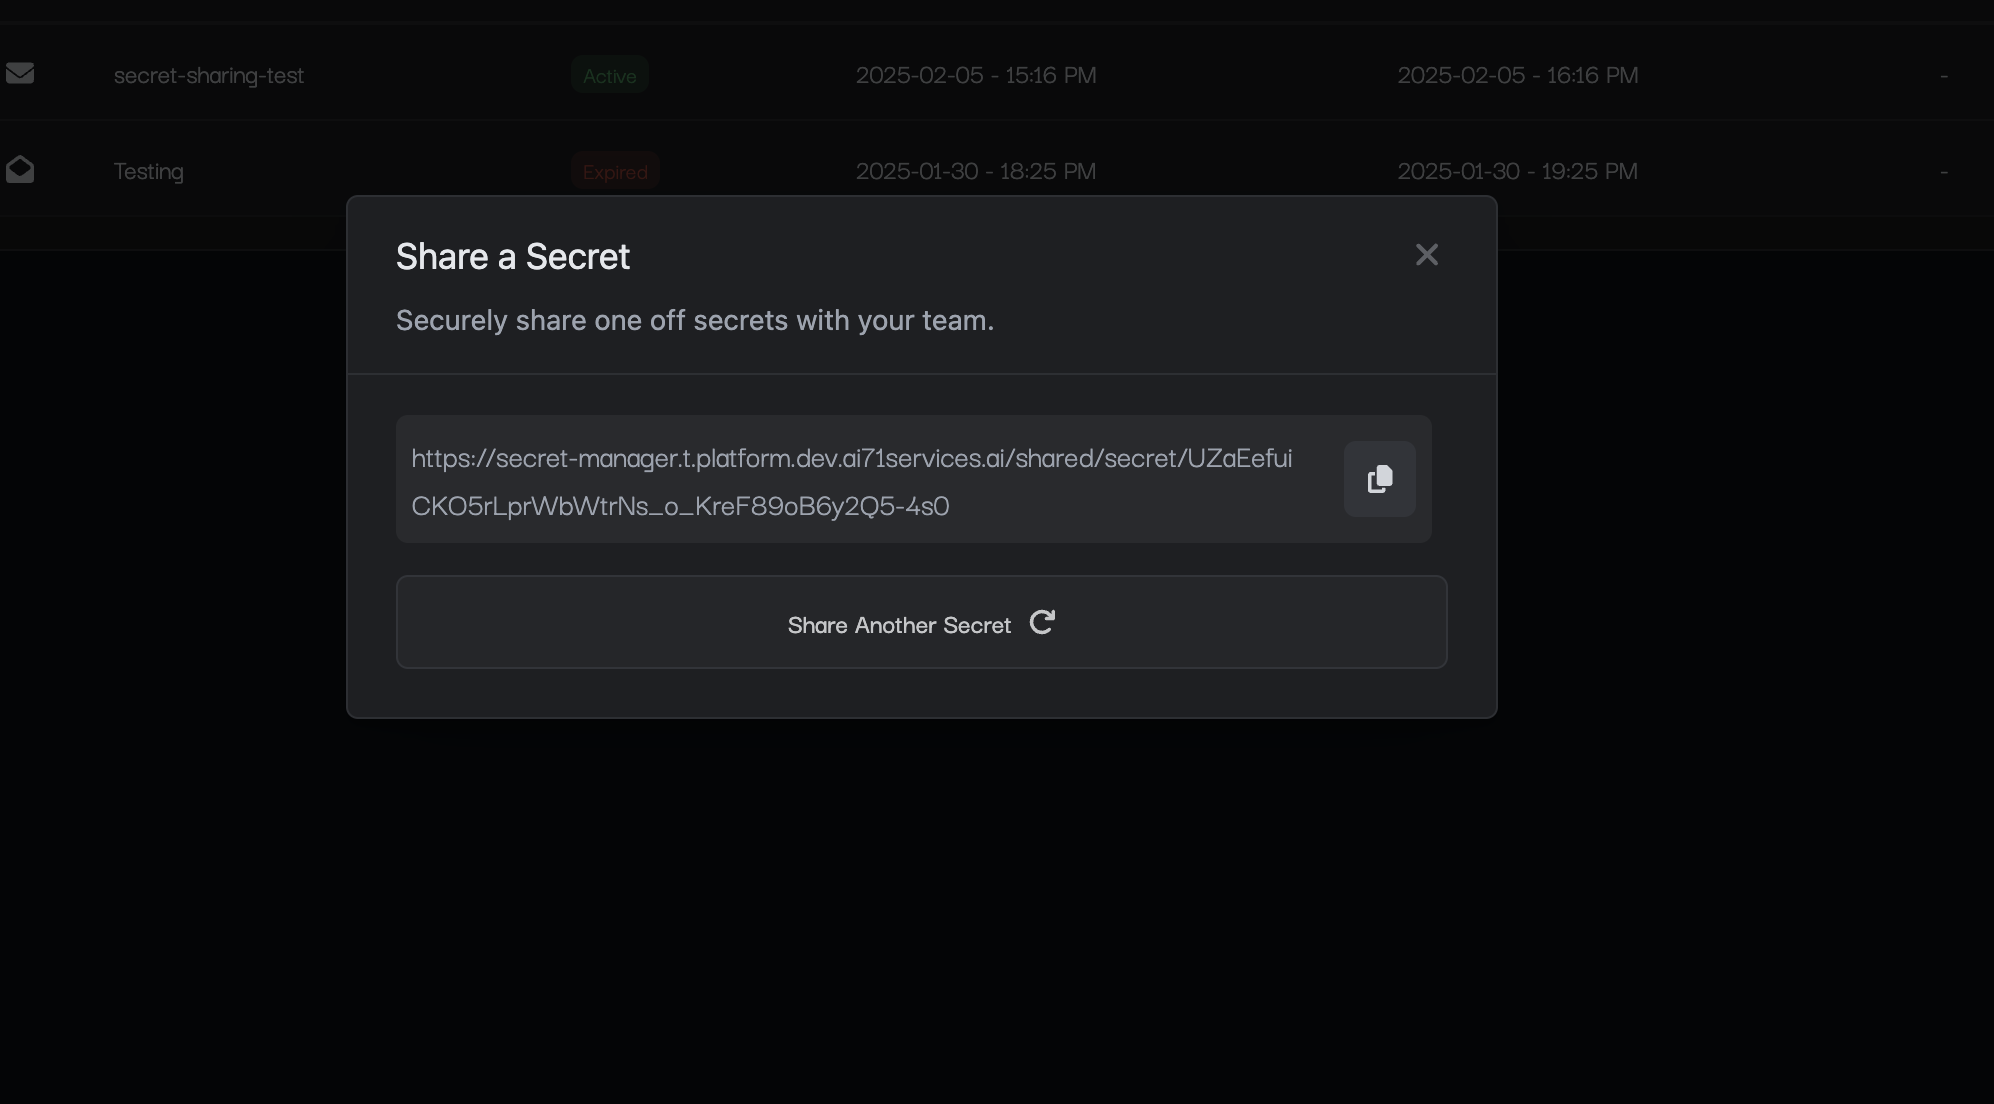 secret-sharing-test Active 2025-02-05 - 15:16 PM 2025-02-05 - 16:16 PM -
Testing Expired 2025-01-30 - 18:25 PM 2025-01-30 - 19:25 PM -
Share a Secret
Securely share one off secrets with your team.
https://secret-manager.t.platform.dev.ai71services.ai/shared/secret/UZaEefui
CKO5rLprWbWtrNs_o_KreF89oB6y2Q5-4s0
Share Another Secret